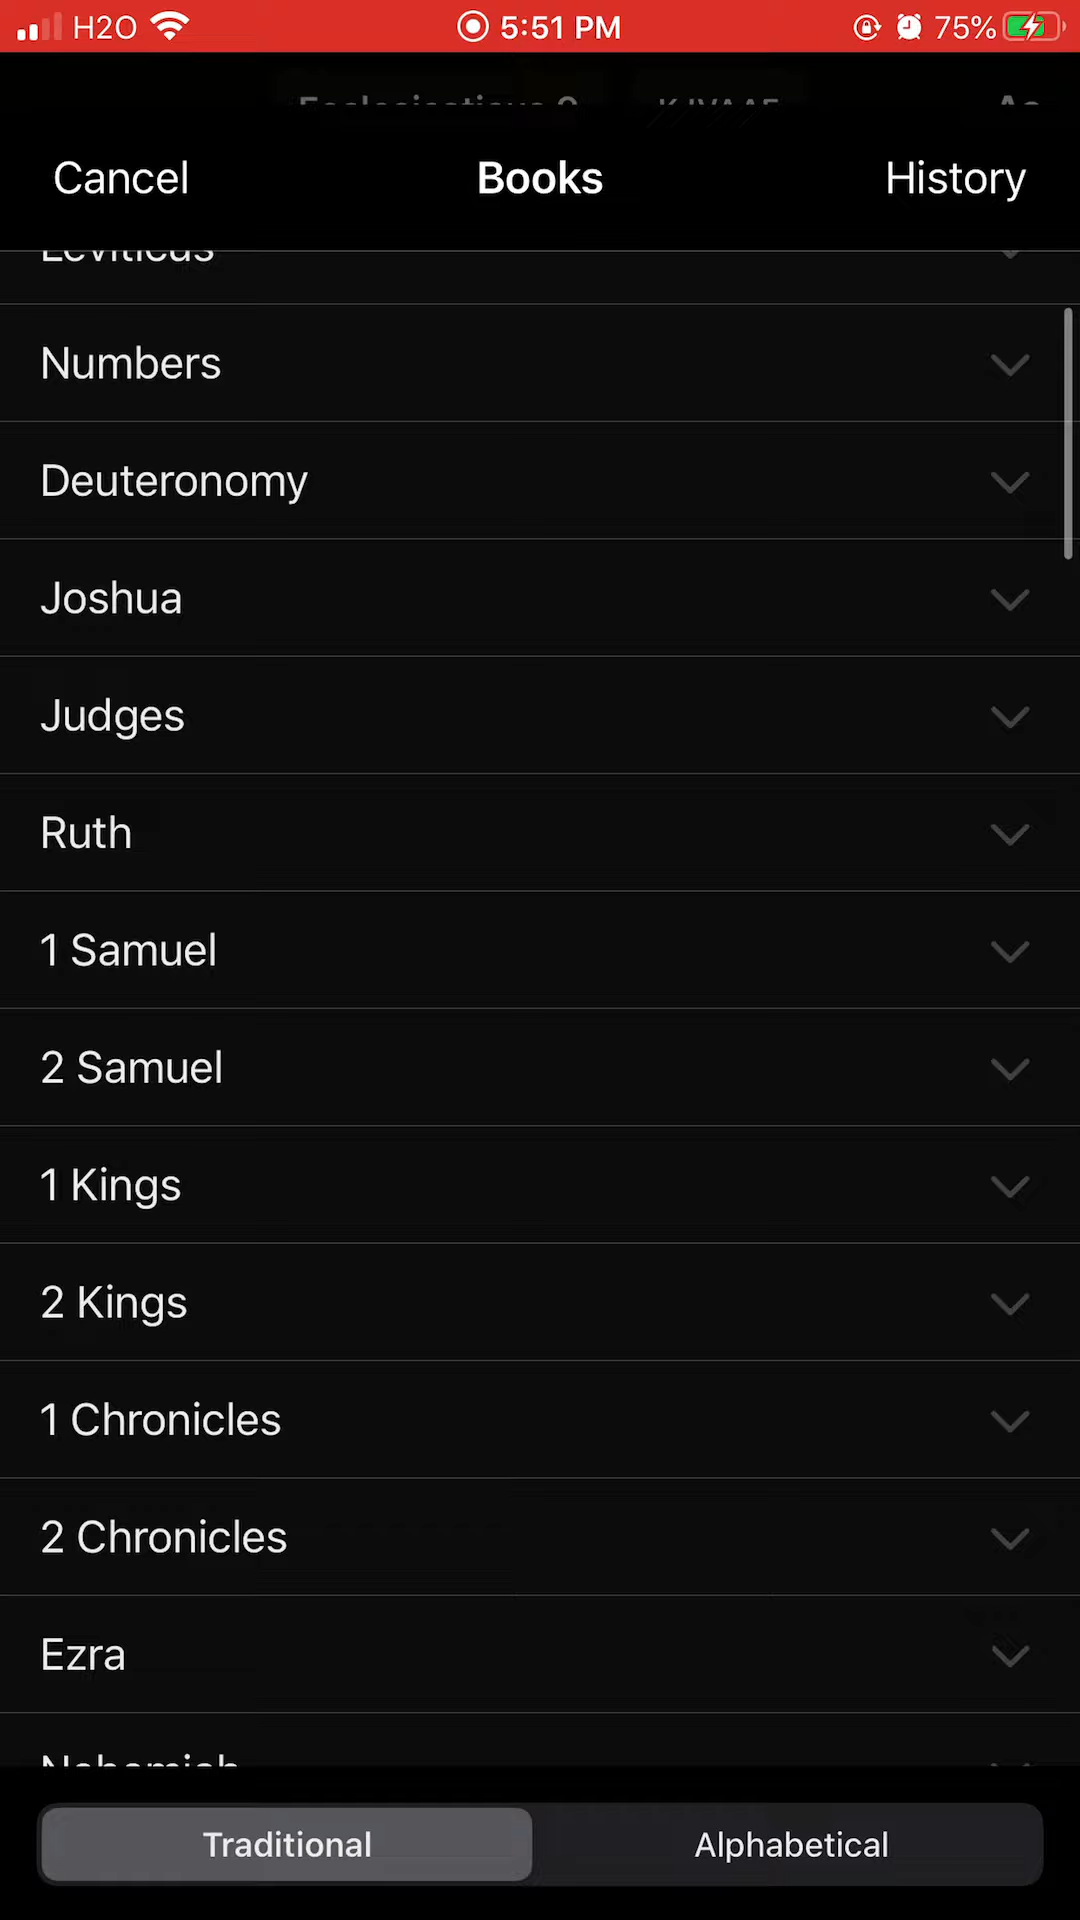 H2O 5:51 PM 75%
Cancel Books History
Leviticus
Numbers
Deuteronomy
Joshua
Judges
Ruth
1 Samuel
2 Samuel
1 Kings
2 Kings
1 Chronicles
2 Chronicles
Ezra
Nehemiah
Traditional Alphabetical